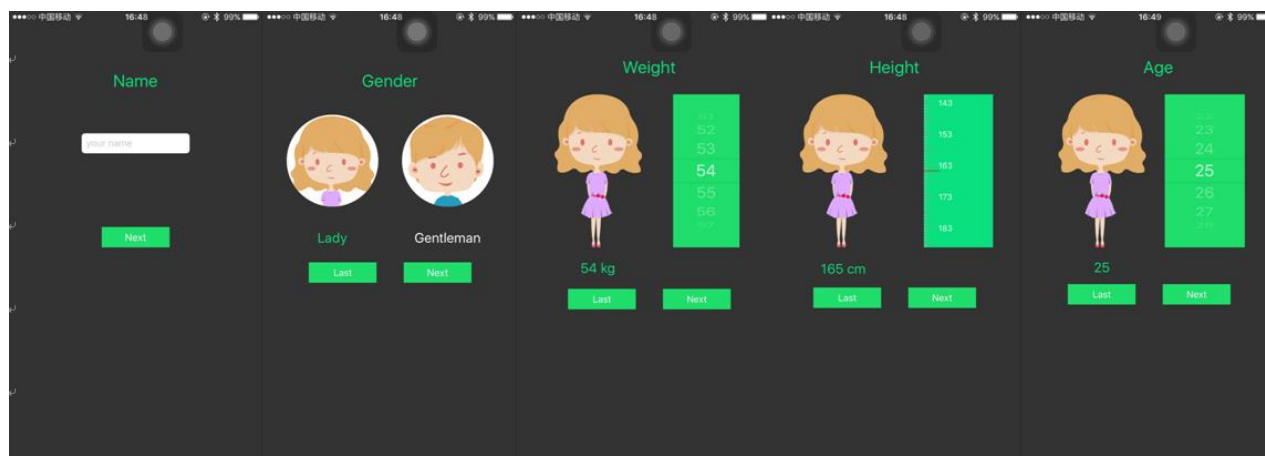 中国移动 16:48 99%
Name
your name
Next
中国移动 16:48 99%
Gender
Lady Gentleman
Last Next
中国移动 16:48 99%
Weight
52
53
54
55
56
54 kg
Last Next
中国移动 16:48 99%
Height
143
153
163
173
183
165 cm
Last Next
中国移动 16:49 99%
Age
23
24
25
26
27
25
Last Next